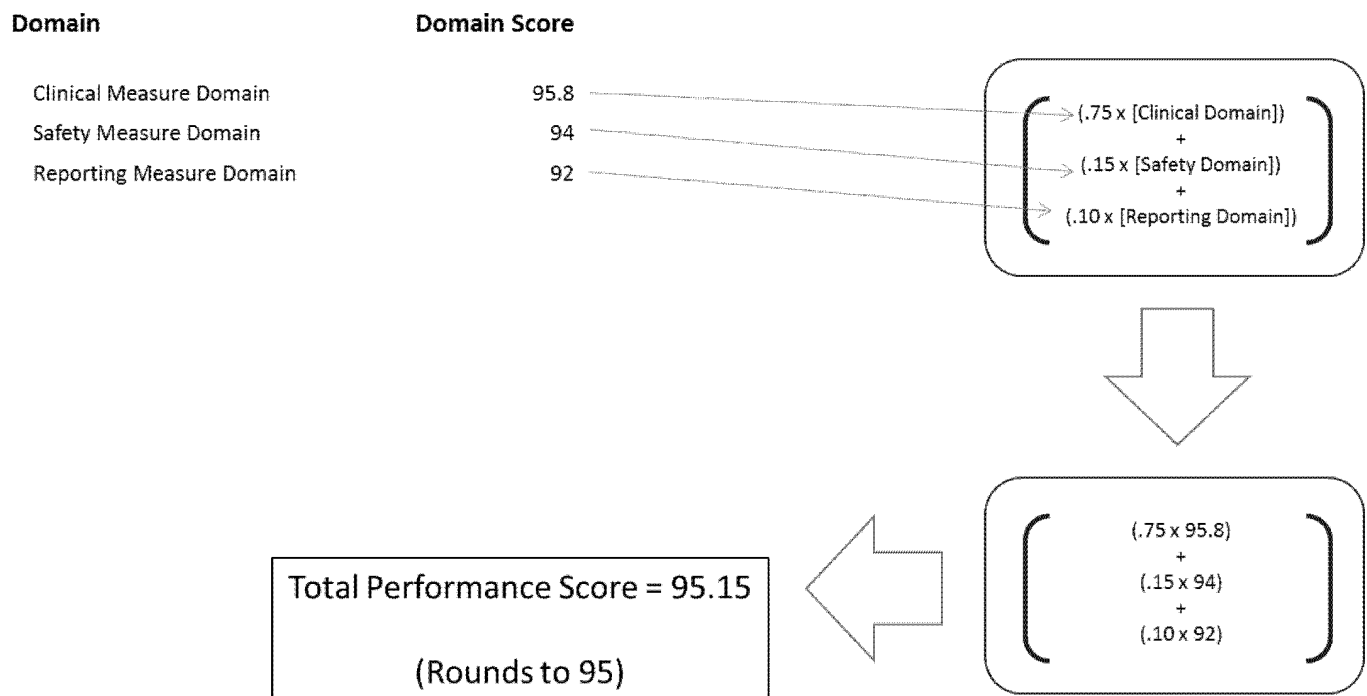 Domain Domain Score
Clinical Measure Domain 95.8
Safety Measure Domain 94
Reporting Measure Domain 92
(.75 x [Clinical Domain])
+
(.15 x [Safety Domain])
+
(.10 x [Reporting Domain])
(.75 x 95.8)
+
(.15 x 94)
+
(.10 x 92)
Total Performance Score = 95.15
(Rounds to 95)